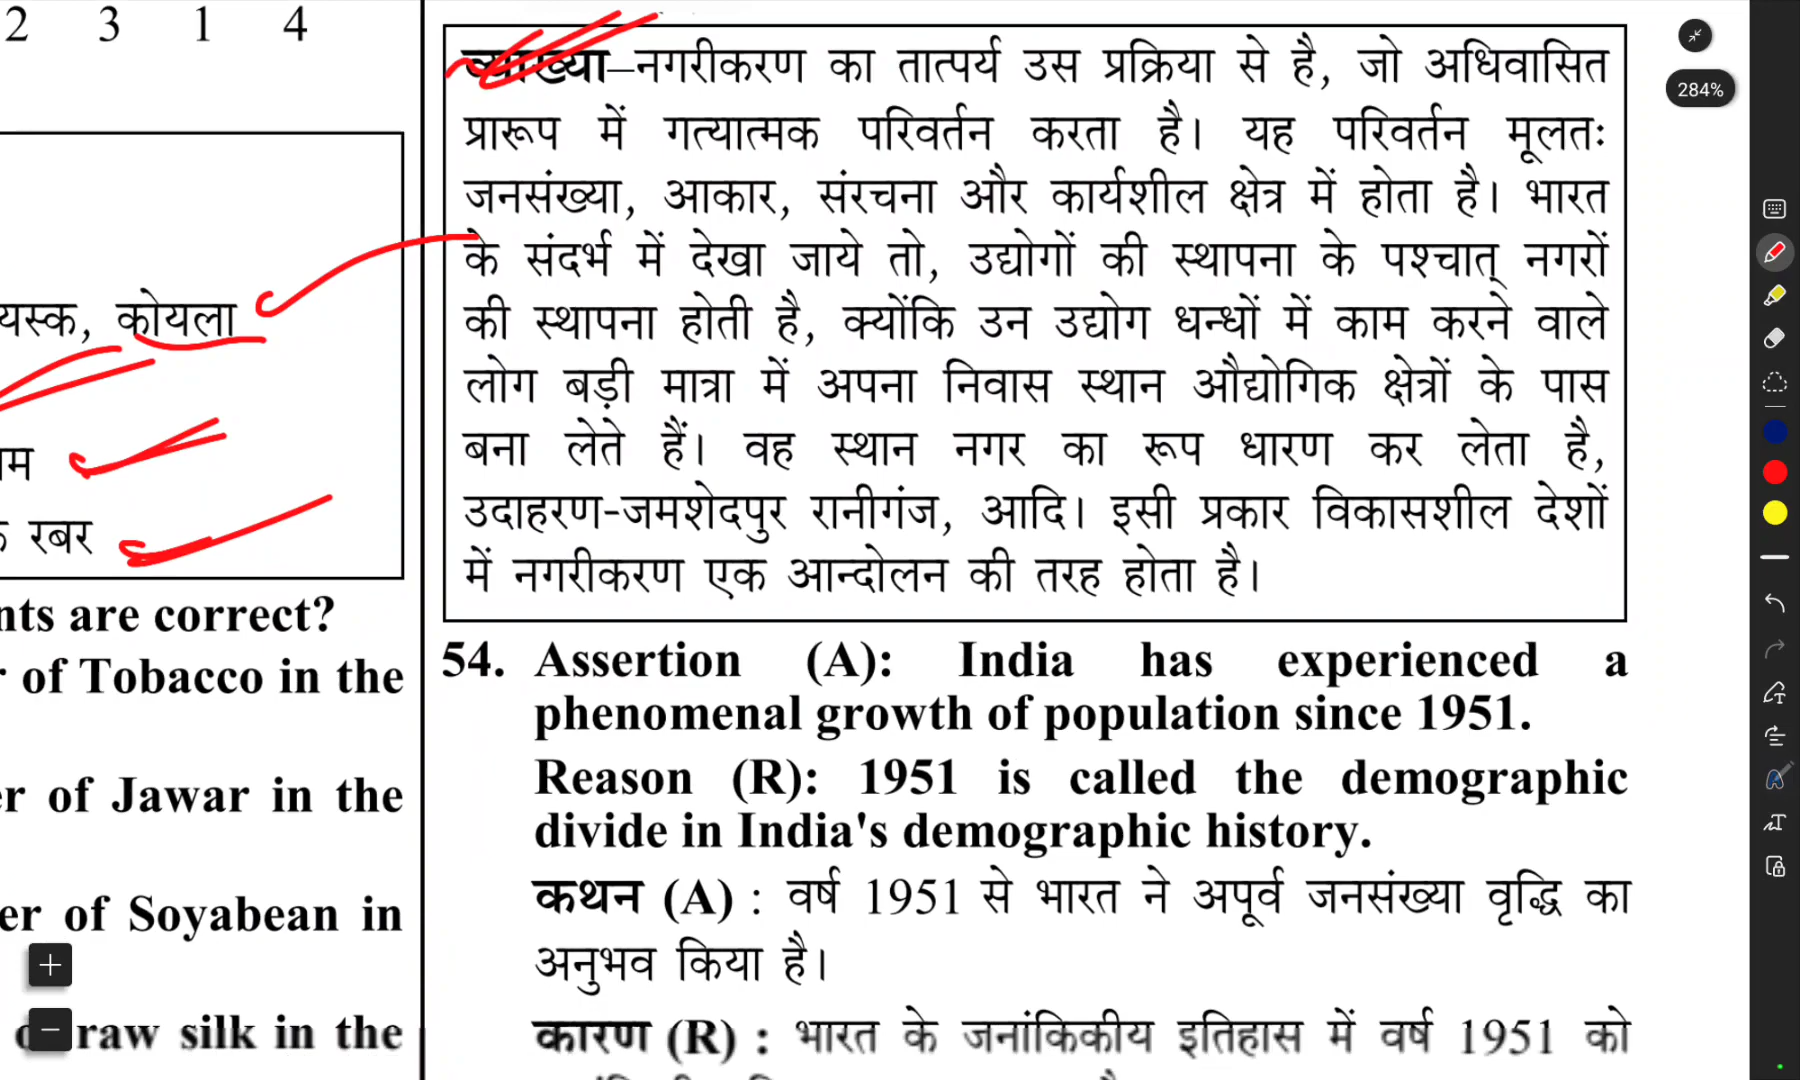 2 3 1 4
यस्क, कोयला
म
रबर
nts are correct?
of Tobacco in the
er of Jawar in the
er of Soyabean in
raw silk in the
व्याख्या–नगरीकरण का तात्पर्य उस प्रक्रिया से है, जो अधिवासित
प्रारूप में गत्यात्मक परिवर्तन करता है। यह परिवर्तन मूलतः
जनसंख्या, आकार, संरचना और कार्यशील क्षेत्र में होता है। भारत
के संदर्भ में देखा जाये तो, उद्योगों की स्थापना के पश्चात् नगरों
की स्थापना होती है, क्योंकि उन उद्योग धन्धों में काम करने वाले
लोग बड़ी मात्रा में अपना निवास स्थान औद्योगिक क्षेत्रों के पास
बना लेते हैं। वह स्थान नगर का रूप धारण कर लेता है,
उदाहरण-जमशेदपुर रानीगंज, आदि। इसी प्रकार विकासशील देशों
में नगरीकरण एक आन्दोलन की तरह होता है।
54. Assertion (A): India has experienced a
phenomenal growth of population since 1951.
Reason (R): 1951 is called the demographic
divide in India's demographic history.
कथन (A) : वर्ष 1951 से भारत ने अपूर्व जनसंख्या वृद्धि का
अनुभव किया है।
कारण (R) : भारत के जनांकिकीय इतिहास में वर्ष 1951 को
284%